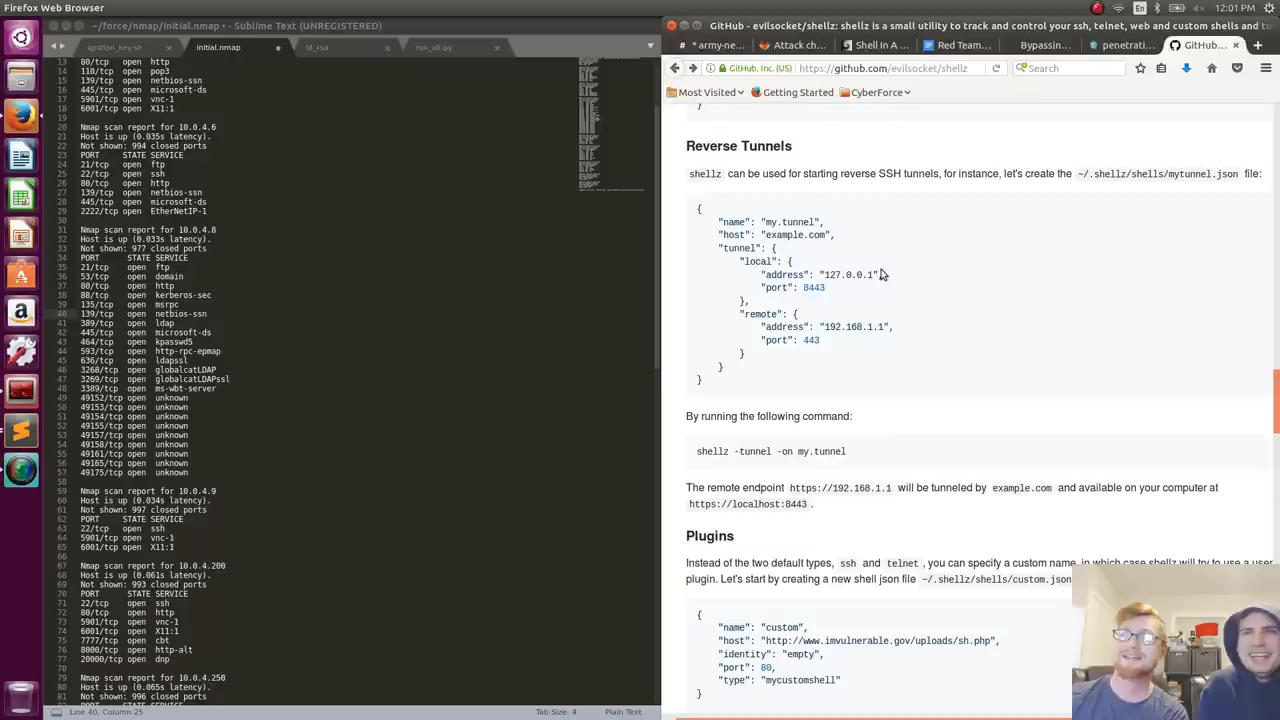 Firefox Web Browser
En
12:01 PM
~/force/nmap/initial.nmap • - Sublime Text (UNREGISTERED)
ignition_key.sh
initial.nmap
id_rsa
run_all.py
13 80/tcp open http
14 110/tcp open pop3
15 139/tcp open netbios-ssn
16 445/tcp open microsoft-ds
17 5901/tcp open vnc-1
18 6001/tcp open X11:1
19
20 Nmap scan report for 10.0.4.6
21 Host is up (0.035s latency).
22 Not shown: 994 closed ports
23 PORT STATE SERVICE
24 21/tcp open ftp
25 22/tcp open ssh
26 80/tcp open http
27 139/tcp open netbios-ssn
28 445/tcp open microsoft-ds
29 2222/tcp open EtherNetIP-1
30
31 Nmap scan report for 10.0.4.8
32 Host is up (0.033s latency).
33 Not shown: 977 closed ports
34 PORT STATE SERVICE
35 21/tcp open ftp
36 53/tcp open domain
37 80/tcp open http
38 88/tcp open kerberos-sec
39 135/tcp open msrpc
40 139/tcp open netbios-ssn
41 389/tcp open ldap
42 445/tcp open microsoft-ds
43 464/tcp open kpasswd5
44 593/tcp open http-rpc-epmap
45 636/tcp open ldapssl
46 3268/tcp open globalcatLDAP
47 3269/tcp open globalcatLDAPssl
48 3389/tcp open ms-wbt-server
49 49152/tcp open unknown
50 49153/tcp open unknown
51 49154/tcp open unknown
52 49155/tcp open unknown
53 49157/tcp open unknown
54 49158/tcp open unknown
55 49161/tcp open unknown
56 49165/tcp open unknown
57 49175/tcp open unknown
58
59 Nmap scan report for 10.0.4.9
60 Host is up (0.034s latency).
61 Not shown: 997 closed ports
62 PORT STATE SERVICE
63 22/tcp open ssh
64 5901/tcp open vnc-1
65 6001/tcp open X11:1
66
67 Nmap scan report for 10.0.4.200
68 Host is up (0.061s latency).
69 Not shown: 993 closed ports
70 PORT STATE SERVICE
71 22/tcp open ssh
72 80/tcp open http
73 5901/tcp open vnc-1
74 6001/tcp open X11:1
75 7777/tcp open cbt
76 8000/tcp open http-alt
77 20000/tcp open dnp
78
79 Nmap scan report for 10.0.4.250
80 Host is up (0.065s latency).
81 Not shown: 996 closed ports
Line 40, Column 25
Tab Size: 4
Plain Text
GitHub - evilsocket/shellz: shellz is a small utility to track and control your ssh, telnet, web and custom shells and tu
# *army-ne...
Attack ch...
Shell In A ...
Red Team...
Bypassing...
penetrati...
GitHub...
GitHub, Inc. (US)
https://github.com/evilsocket/shellz
Search
Most Visited
Getting Started
CyberForce
}
Reverse Tunnels
shellz can be used for starting reverse SSH tunnels, for instance, let's create the ~/.shellz/shells/mytunnel.json file:
{
"name": "my.tunnel",
"host": "example.com",
"tunnel": {
"local": {
"address": "127.0.0.1"
"port": 8443
},
"remote": {
"address": "192.168.1.1",
"port": 443
}
}
}
By running the following command:
shellz -tunnel -on my.tunnel
The remote endpoint https://192.168.1.1 will be tunneled by example.com and available on your computer at
https://localhost:8443 .
Plugins
Instead of the two default types, ssh and telnet , you can specify a custom name, in which case shellz will try to use a user
plugin. Let's start by creating a new shell json file ~/.shellz/shells/custom.json
{
"name": "custom",
"host": "http://www.imvulnerable.gov/uploads/sh.php",
"identity": "empty",
"port": 80,
"type": "mycustomshell"
}